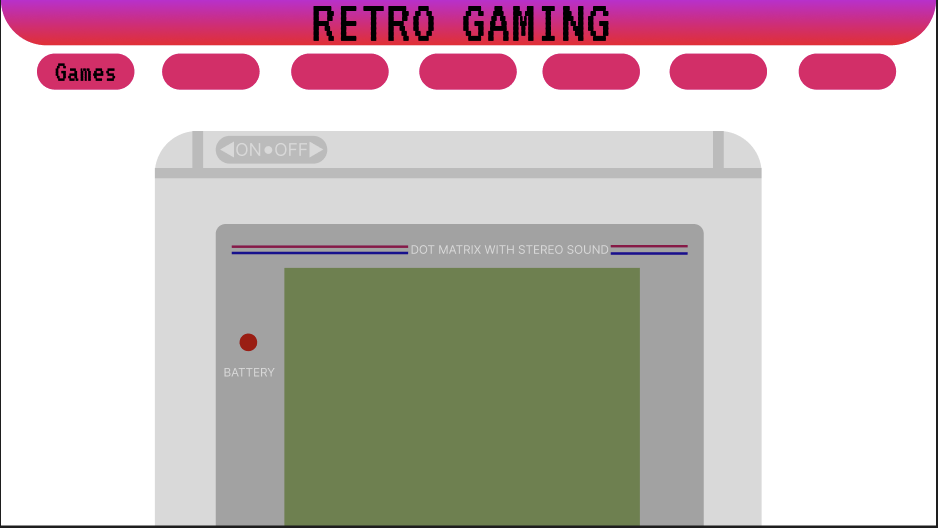 RETRO GAMING
Games
ON•OFF
DOT MATRIX WITH STEREO SOUND
BATTERY